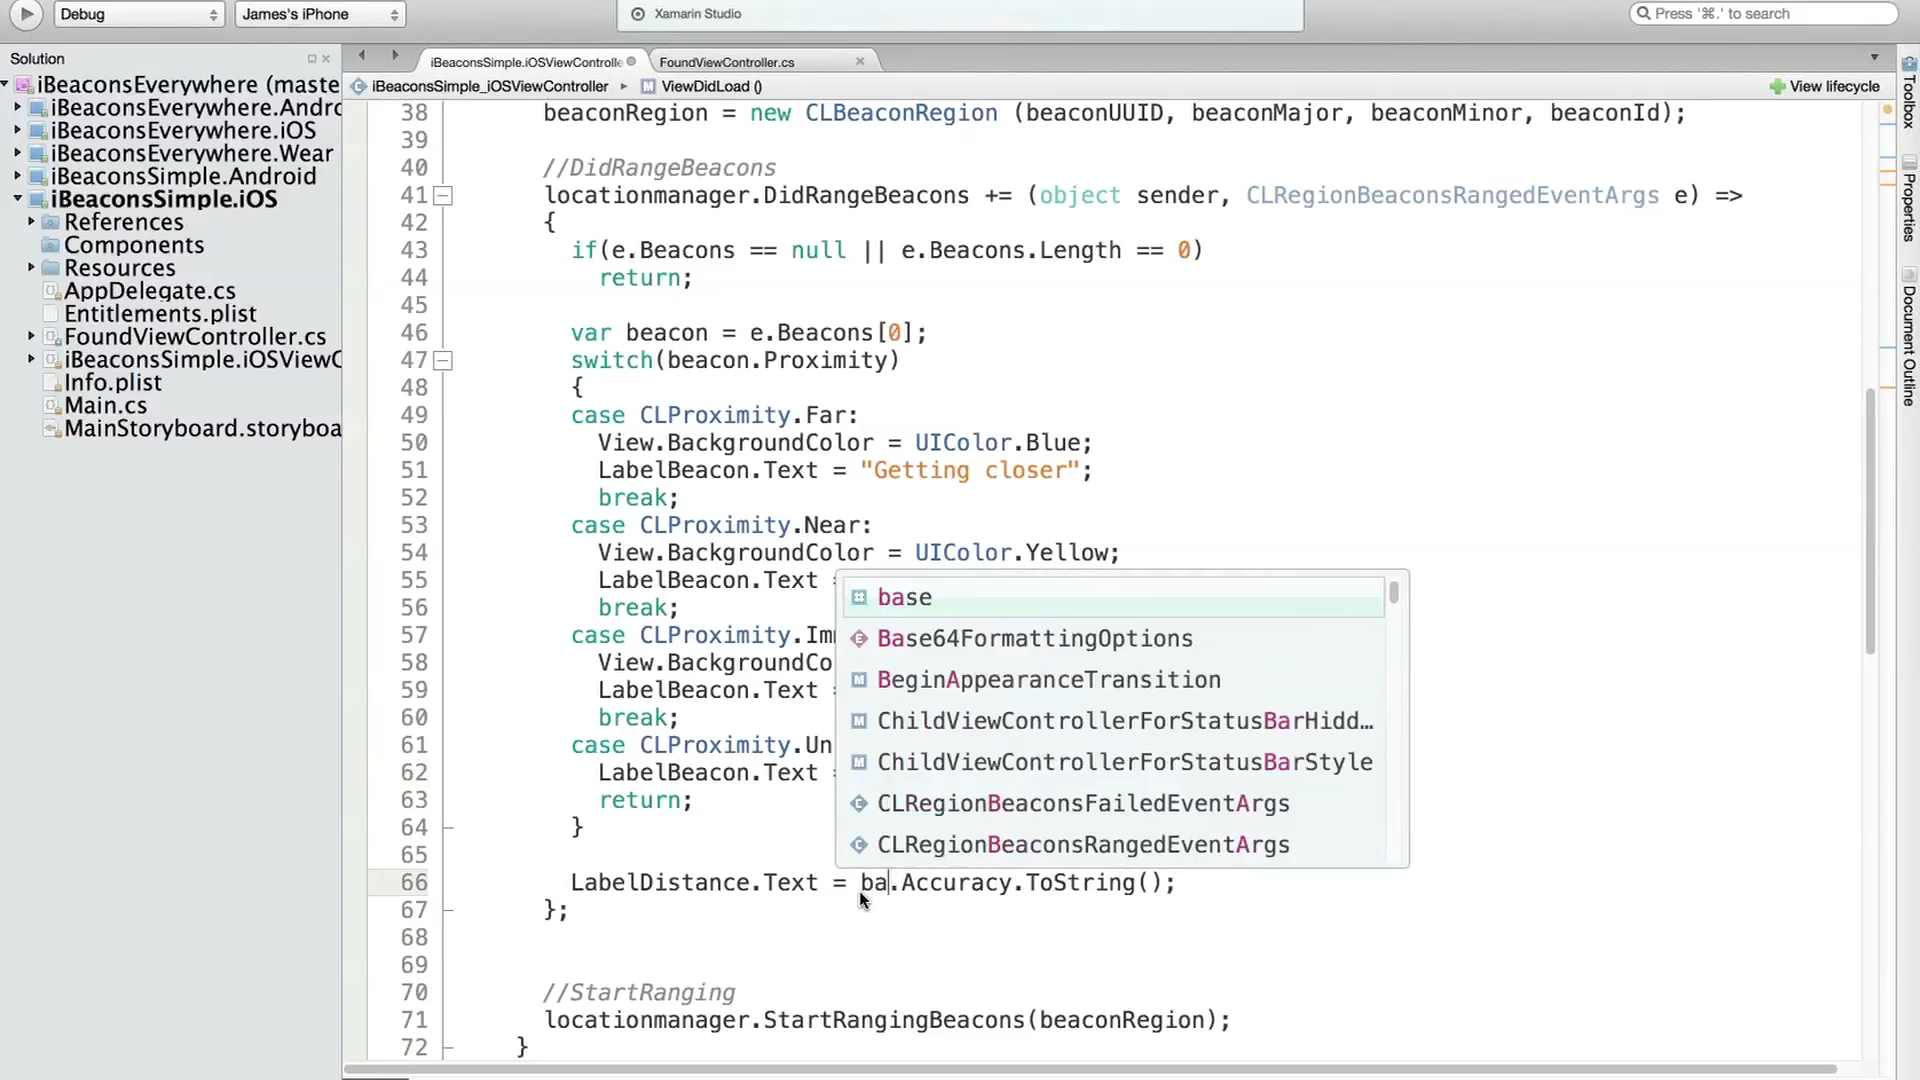 Debug
James's iPhone
Xamarin Studio
Press '⌘.' to search
Solution
iBeaconsEverywhere (maste
iBeaconsEverywhere.Andro
iBeaconsEverywhere.iOS
iBeaconsEverywhere.Wear
iBeaconsSimple.Android
iBeaconsSimple.iOS
References
Components
Resources
AppDelegate.cs
Entitlements.plist
FoundViewController.cs
iBeaconsSimple.iOSViewC
Info.plist
Main.cs
MainStoryboard.storyboa
iBeaconsSimple.iOSViewControlle
FoundViewController.cs
iBeaconsSimple_iOSViewController
ViewDidLoad ()
View lifecycle
38 beaconRegion = new CLBeaconRegion (beaconUUID, beaconMajor, beaconMinor, beaconId);
39
40 //DidRangeBeacons
41 locationmanager.DidRangeBeacons += (object sender, CLRegionBeaconsRangedEventArgs e) =>
42 {
43 if(e.Beacons == null || e.Beacons.Length == 0)
44 return;
45
46 var beacon = e.Beacons[0];
47 switch(beacon.Proximity)
48 {
49 case CLProximity.Far:
50 View.BackgroundColor = UIColor.Blue;
51 LabelBeacon.Text = "Getting closer";
52 break;
53 case CLProximity.Near:
54 View.BackgroundColor = UIColor.Yellow;
55 LabelBeacon.Text =
56 break;
57 case CLProximity.Im
58 View.BackgroundCo
59 LabelBeacon.Text =
60 break;
61 case CLProximity.Un
62 LabelBeacon.Text =
63 return;
64 }
65
66 LabelDistance.Text = ba.Accuracy.ToString();
67 };
68
69
70 //StartRanging
71 locationmanager.StartRangingBeacons(beaconRegion);
72 }
base
Base64FormattingOptions
BeginAppearanceTransition
ChildViewControllerForStatusBarHidd…
ChildViewControllerForStatusBarStyle
CLRegionBeaconsFailedEventArgs
CLRegionBeaconsRangedEventArgs
Toolbox
Properties
Document Outline